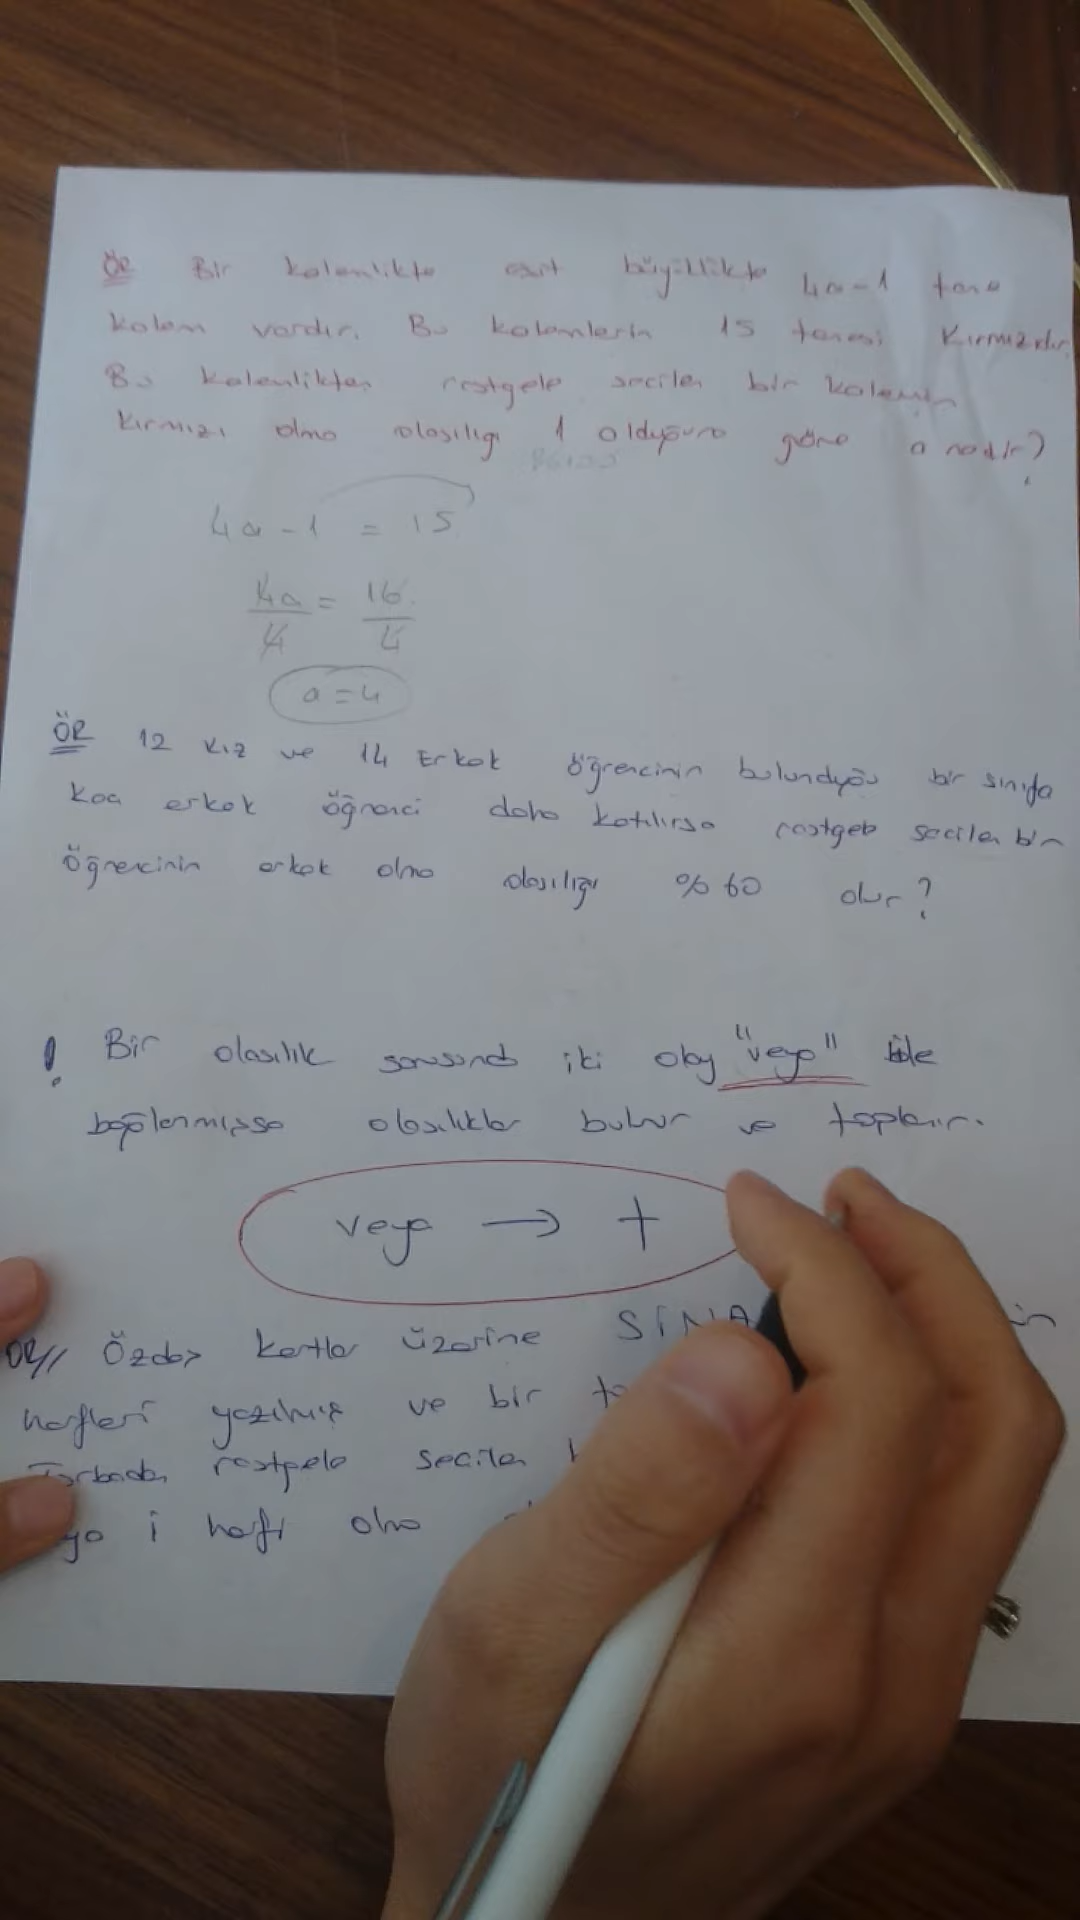 ÖR Bir kalemlikte eşit büyüklükte 4a-1 tane
kalem vardır. Bu kalemlerin 15 tanesi kırmızıdır.
Bu kalemlikten rastgele seçilen bir kalemin
kırmızı olma olasılığı 1 olduğuna göre a nedir?
4a - 1 = 15
4a = 16
4 4
a = 4
ÖR 12 kız ve 14 Erkek öğrencinin bulunduğu bir sınıfa
kaç erkek öğrenci daha katılırsa rastgele seçilen bir
öğrencinin erkek olma olasılığı %60 olur?
! Bir olasılık sorusunda iki olay "veya" ile
bağlanmışsa olasılıklar bulunur ve toplanır.
veya → +
Özdeş kartlar üzerine SINA
harfleri yazılmış ve bir
Torbadan rastgele seçilen
i harfi olma